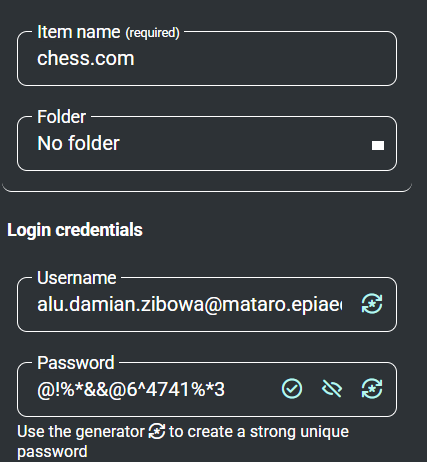 Item name (required)
chess.com
Folder
No folder
Login credentials
Username
alu.damian.zibowa@mataro.epiae
Password
@!%*&&@6^4741%*3
Use the generator to create a strong unique
password